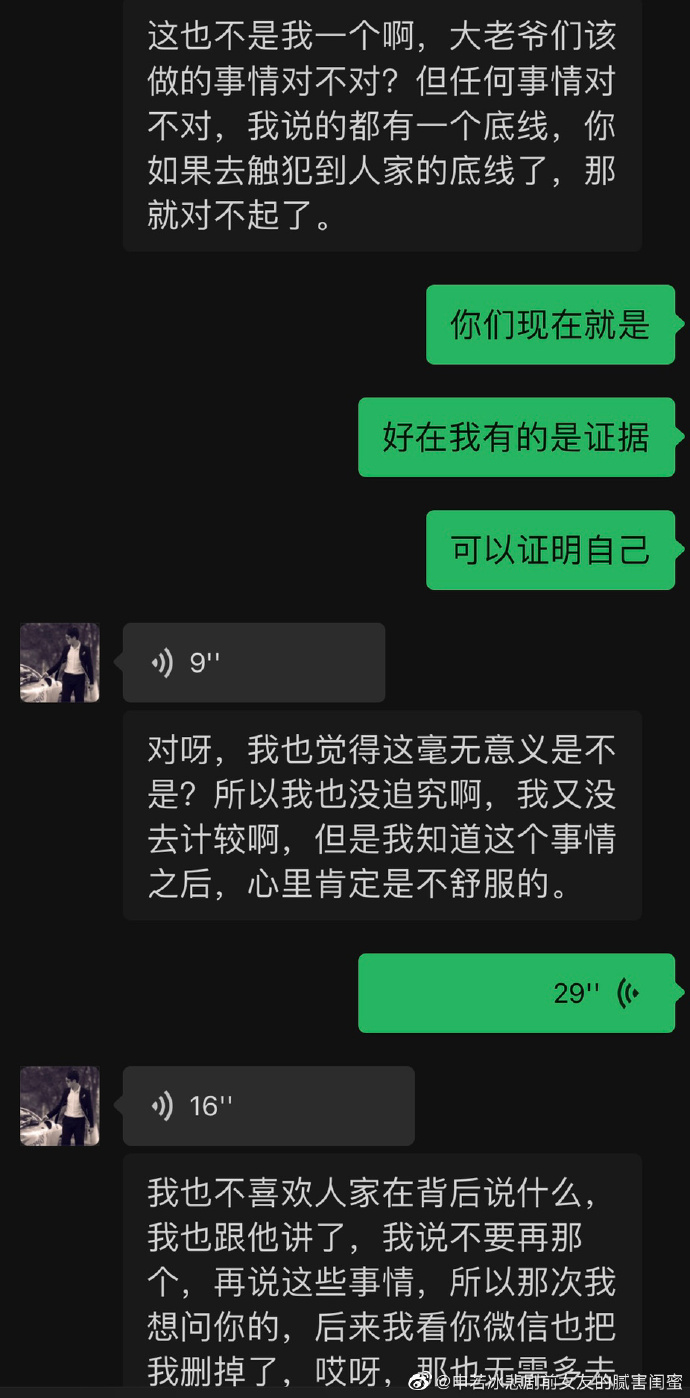 这也不是我一个啊，大老爷们该
做的事情对不对？但任何事情对
不对，我说的都有一个底线，你
如果去触犯到人家的底线了，那
就对不起了。
你们现在就是
好在我有的是证据
可以证明自己
9''
对呀，我也觉得这毫无意义是不
是？所以我也没追究啊，我又没
去计较啊，但是我知道这个事情
之后，心里肯定是不舒服的。
29''
16''
我也不喜欢人家在背后说什么，
我也跟他讲了，我说不要再那
个，再说这些事情，所以那次我
想问你的，后来我看你微信也把
我删掉了，哎呀，那也无需多去
@申若冰悲剧前女友的腻害闺蜜